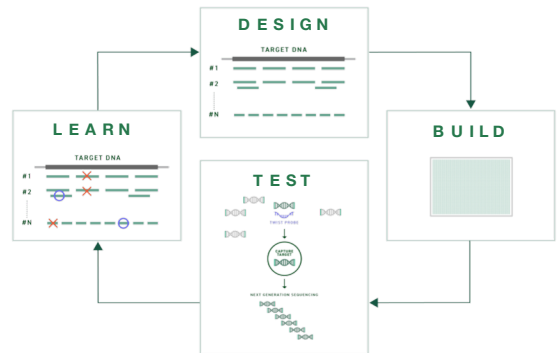 DESIGN
TARGET DNA
#1
#2
#N
LEARN
TARGET DNA
#1
#2
#N
BUILD
TEST
TWIST PROBE
CAPTURE
TARGET
NEXT GENERATION SEQUENCING